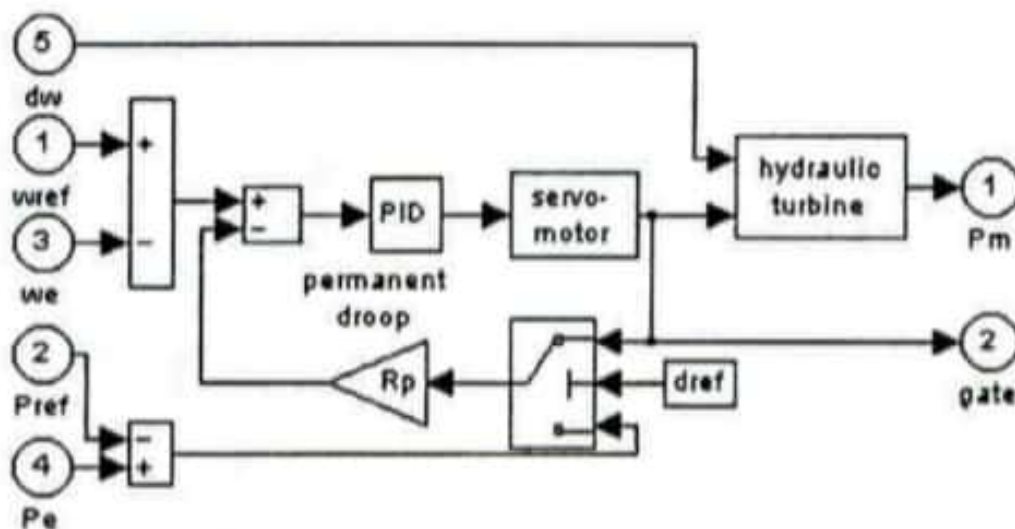 5
dw
1
wref
3
we
2
Pref
4
Pe
+
-
+
-
PID
permanent
droop
servo-
motor
hydraulic
turbine
1
Pm
2
gate
Rp
dref
-
+